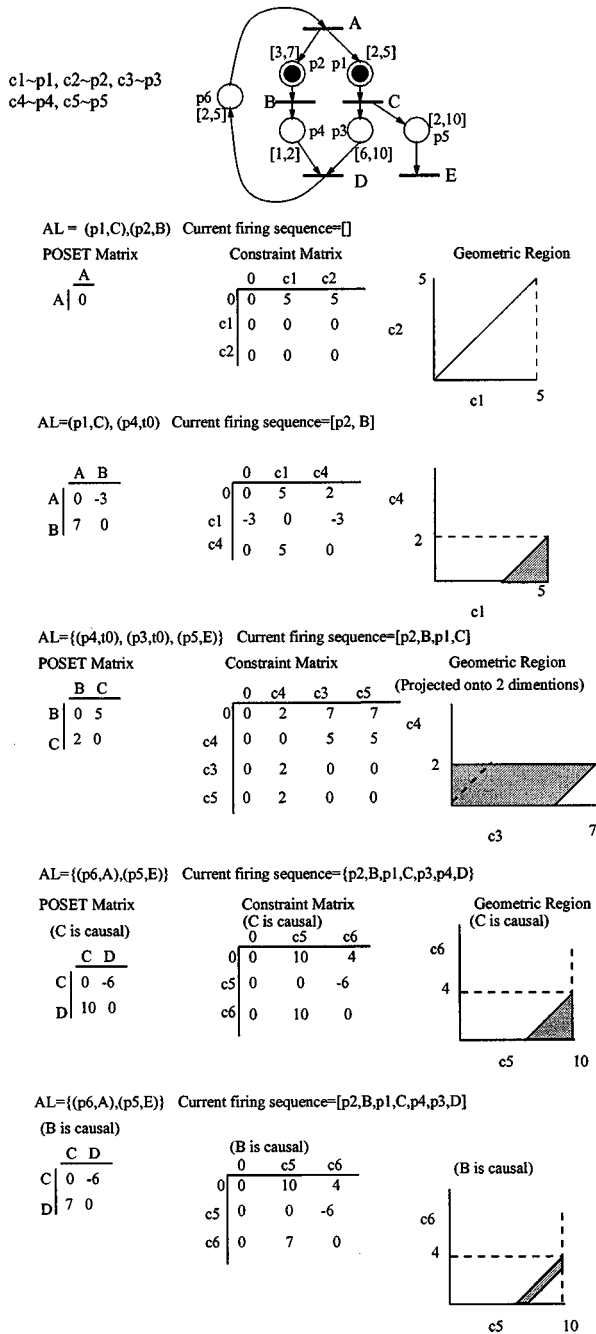 A
[3,7] p2 p1 [2,5]
c1~p1, c2~p2, c3~p3
c4~p4, c5~p5
p6
[2,5]
B C
p4 p3 [2,10]
p5
[1,2] [6,10]
D E
AL = (p1,C),(p2,B) Current firing sequence=[]
POSET Matrix Constraint Matrix Geometric Region
A
A 0
0 c1 c2
0 0 5 5
c1 0 0 0
c2 0 0 0
5
c2
c1 5
AL=(p1,C), (p4,t0) Current firing sequence=[p2, B]
A B
A 0 -3
B 7 0
0 c1 c4
0 0 5 2
c1 -3 0 -3
c4 0 5 0
c4
2
5
c1
AL={(p4,t0), (p3,t0), (p5,E)} Current firing sequence=[p2,B,p1,C]
POSET Matrix Constraint Matrix Geometric Region
(Projected onto 2 dimentions)
B C
B 0 5
C 2 0
0 c4 c3 c5
0 0 2 7 7
c4 0 0 5 5
c3 0 2 0 0
c5 0 2 0 0
c4
2
c3 7
AL={(p6,A),(p5,E)} Current firing sequence={p2,B,p1,C,p3,p4,D}
POSET Matrix Constraint Matrix Geometric Region
(C is causal) (C is causal) (C is causal)
C D
C 0 -6
D 10 0
0 c5 c6
0 0 10 4
c5 0 0 -6
c6 0 10 0
c6
4
c5 10
AL={(p6,A),(p5,E)} Current firing sequence=[p2,B,p1,C,p4,p3,D]
(B is causal) (B is causal) (B is causal)
C D
C 0 -6
D 7 0
0 c5 c6
0 0 10 4
c5 0 0 -6
c6 0 7 0
c6
4
c5 10